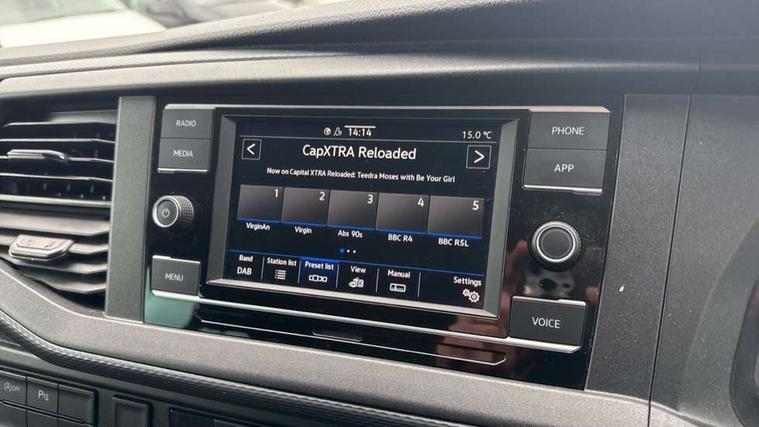 RADIO
MEDIA
MENU
14:14
15.0 °C
<
CapXTRA Reloaded
>
Now on Capital XTRA Reloaded: Teedra Moses with Be Your Girl
1 2 3 4 5
VirginAn Virgin Abs 90s BBC R4 BBC R5L
Band Station list Preset list View Manual Settings
DAB
PHONE
APP
VOICE
OFF
P